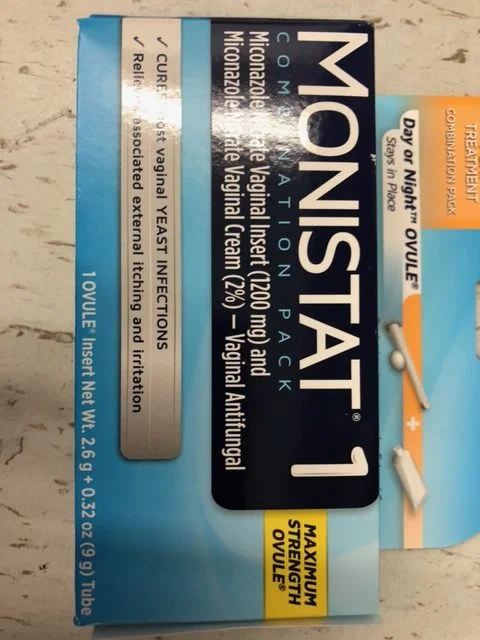 MONISTAT® 1
COMBINATION PACK
Miconazole Nitrate Vaginal Insert (1200 mg) and
Miconazole Nitrate Vaginal Cream (2%) – Vaginal Antifungal
MAXIMUM
STRENGTH
OVULE®
✓ CURES most vaginal YEAST INFECTIONS
✓ Relieves associated external itching and irritation
1 OVULE® Insert Net Wt. 2.6 g + 0.32 oz (9 g) Tube
TREATMENT
COMBINATION PACK
Day or Night™ OVULE®
Stays in Place
+